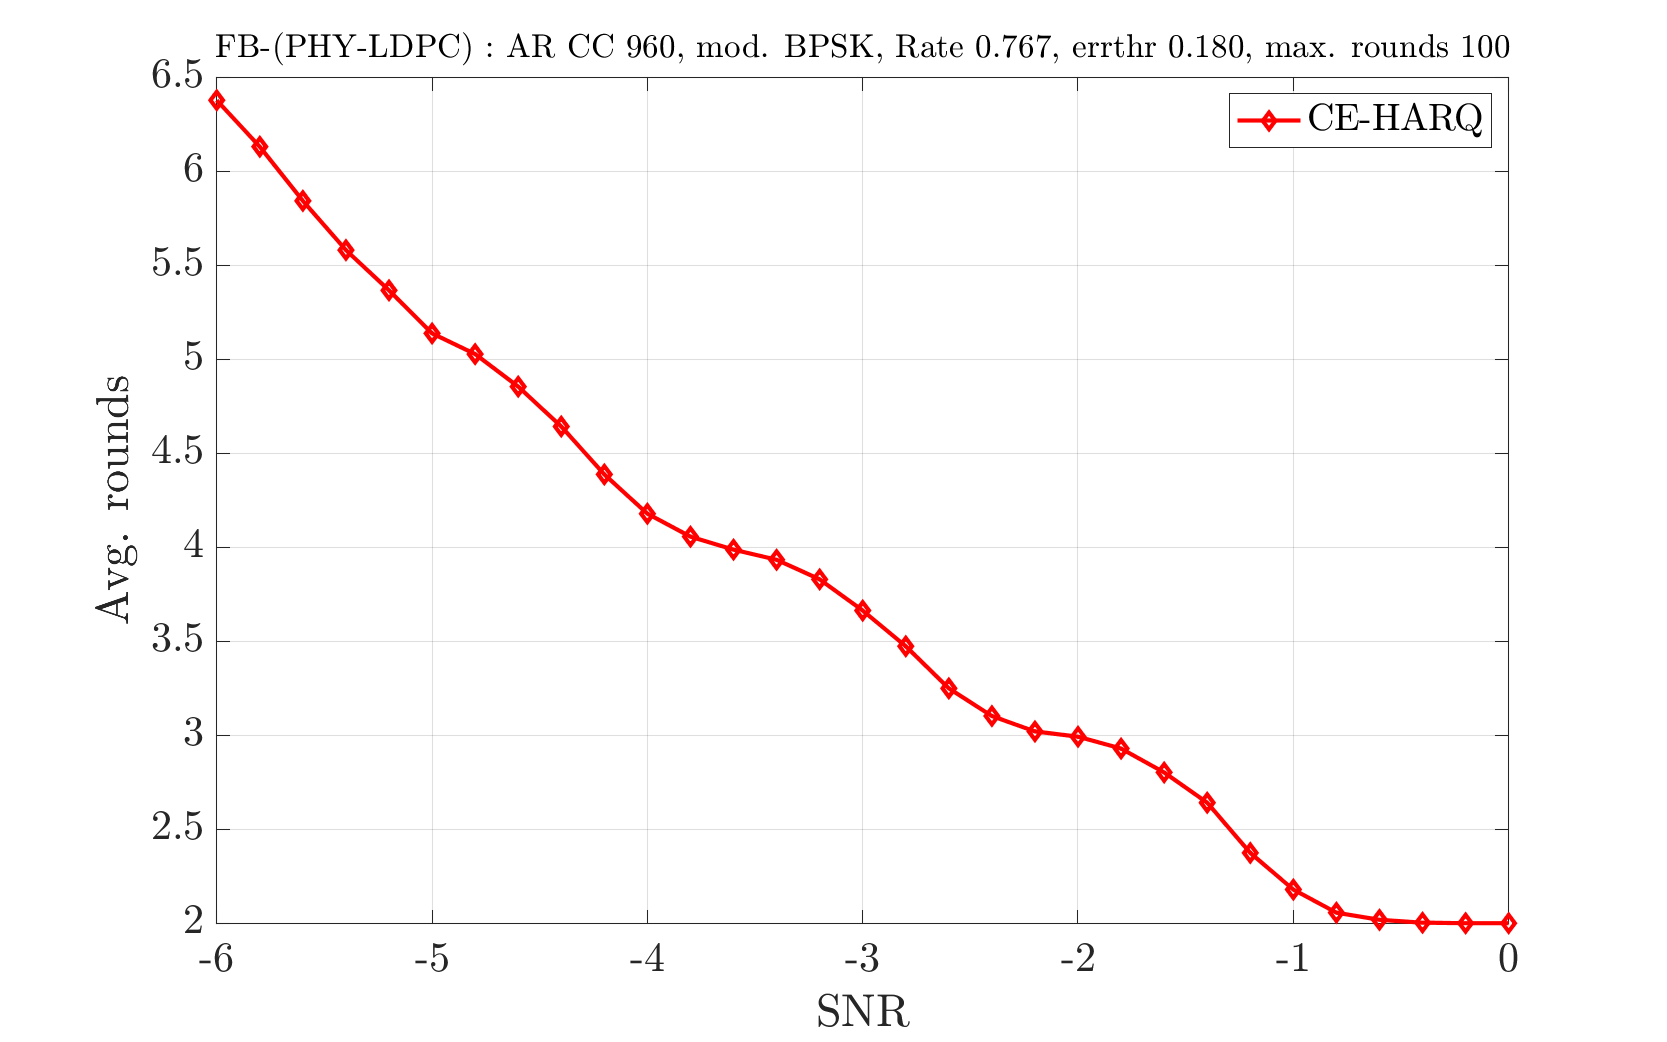 FB-(PHY-LDPC) : AR CC 960, mod. BPSK, Rate 0.767, errthr 0.180, max. rounds 100
CE-HARQ
6.5
6
5.5
5
4.5
4
3.5
3
2.5
2
Avg. rounds
-6 -5 -4 -3 -2 -1 0
SNR